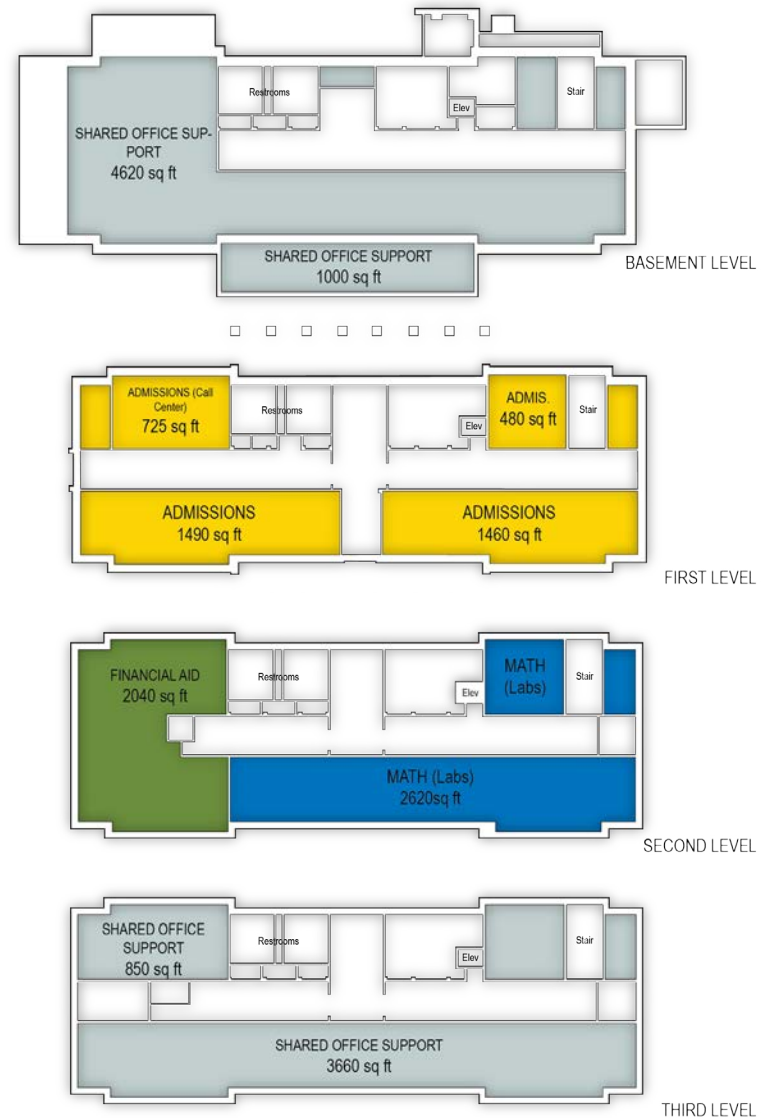 Restrooms
Elev
Stair
SHARED OFFICE SUP-
PORT
4620 sq ft
SHARED OFFICE SUPPORT
1000 sq ft
BASEMENT LEVEL
ADMISSIONS (Call
Center)
725 sq ft
Restrooms
Elev
ADMIS.
480 sq ft
Stair
ADMISSIONS
1490 sq ft
ADMISSIONS
1460 sq ft
FIRST LEVEL
FINANCIAL AID
2040 sq ft
Restrooms
Elev
MATH
(Labs)
Stair
MATH (Labs)
2620sq ft
SECOND LEVEL
SHARED OFFICE
SUPPORT
850 sq ft
Restrooms
Elev
Stair
SHARED OFFICE SUPPORT
3660 sq ft
THIRD LEVEL